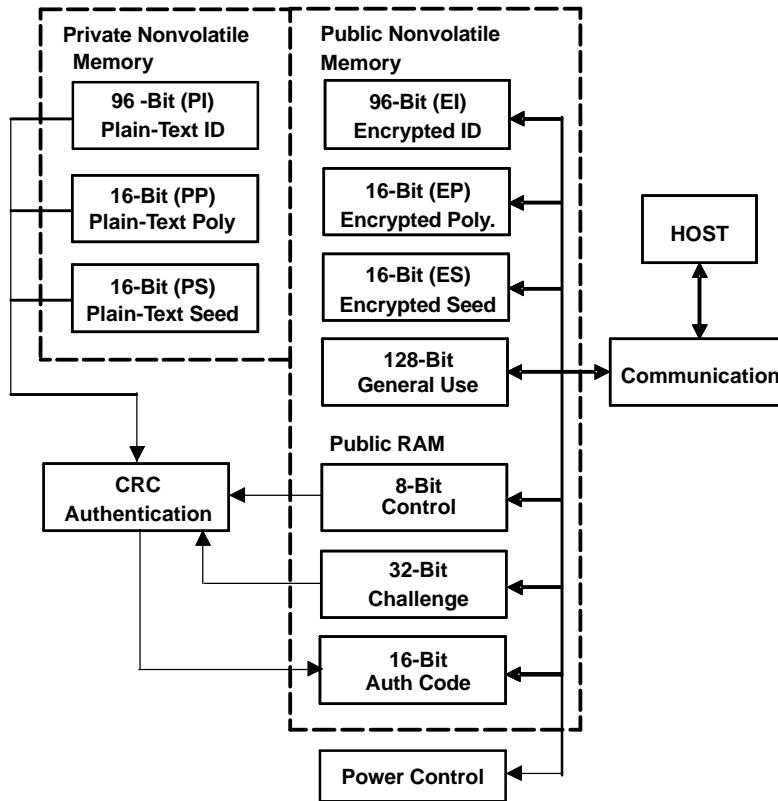 Private Nonvolatile
Memory
96 -Bit (PI)
Plain-Text ID
16-Bit (PP)
Plain-Text Poly
16-Bit (PS)
Plain-Text Seed
Public Nonvolatile
Memory
96-Bit (EI)
Encrypted ID
16-Bit (EP)
Encrypted Poly.
16-Bit (ES)
Encrypted Seed
128-Bit
General Use
HOST
Communication
Public RAM
8-Bit
Control
32-Bit
Challenge
16-Bit
Auth Code
CRC
Authentication
Power Control